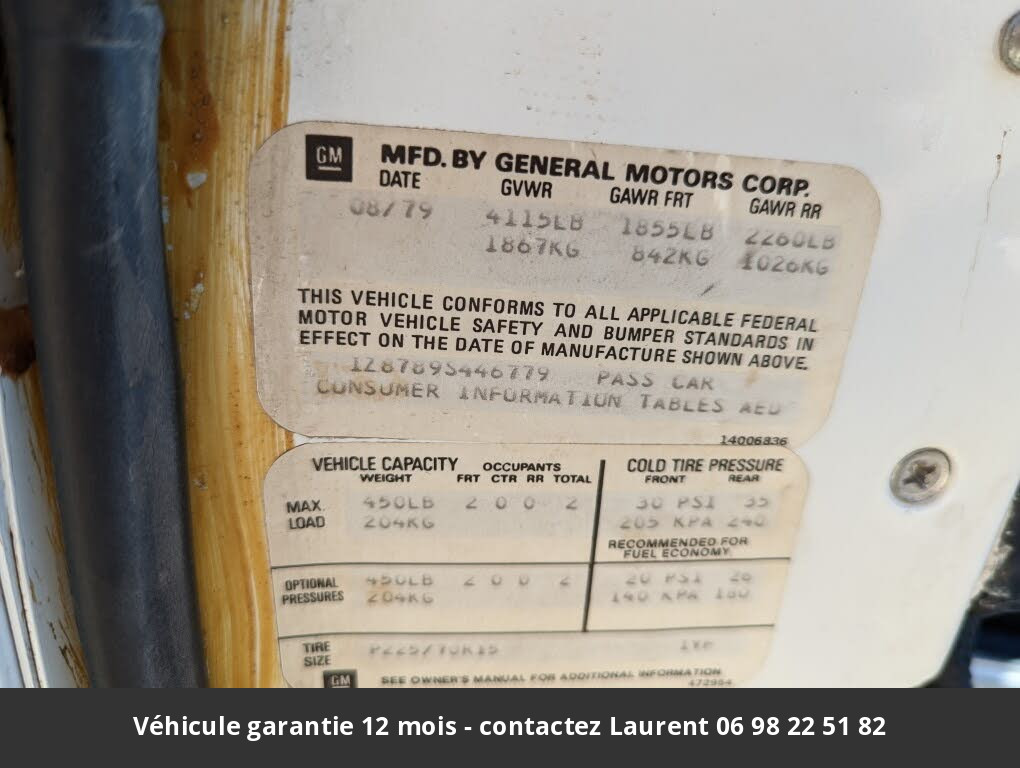 GM MFD. BY GENERAL MOTORS CORP.
DATE GVWR GAWR FRT GAWR RR
08/79 4115LB 1855LB 2260LB
1867KG 842KG 1026KG
THIS VEHICLE CONFORMS TO ALL APPLICABLE FEDERAL
MOTOR VEHICLE SAFETY AND BUMPER STANDARDS IN
EFFECT ON THE DATE OF MANUFACTURE SHOWN ABOVE.
1Z8789S446779 PASS CAR
CONSUMER INFORMATION TABLES AED
14006836
VEHICLE CAPACITY OCCUPANTS COLD TIRE PRESSURE
WEIGHT FRT CTR RR TOTAL FRONT REAR
MAX. LOAD 450LB 2 0 0 2 30 PSI 35
204KG 205 KPA 240
RECOMMENDED FOR
FUEL ECONOMY
OPTIONAL PRESSURES 450LB 2 0 0 2 20 PSI 26
204KG 140 KPA 180
TIRE SIZE P225/70R15
GM SEE OWNER'S MANUAL FOR ADDITIONAL INFORMATION
472984
Véhicule garantie 12 mois - contactez Laurent 06 98 22 51 82